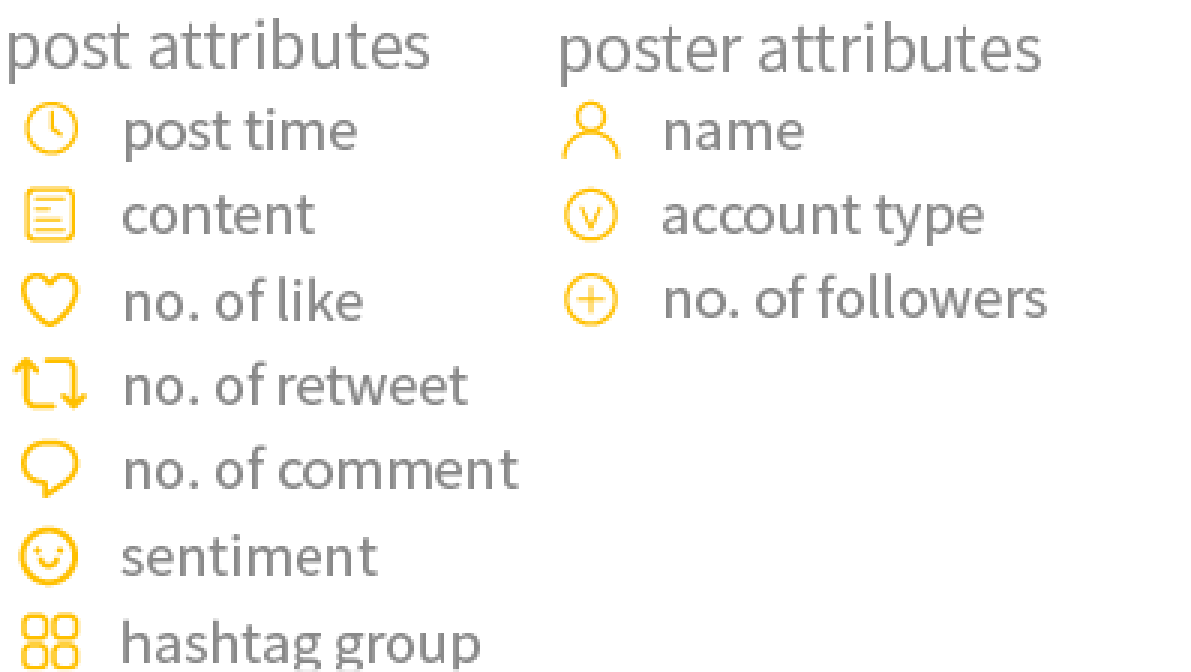 post attributes
post time
content
no. of like
no. of retweet
no. of comment
sentiment
hashtag group
poster attributes
name
account type
no. of followers